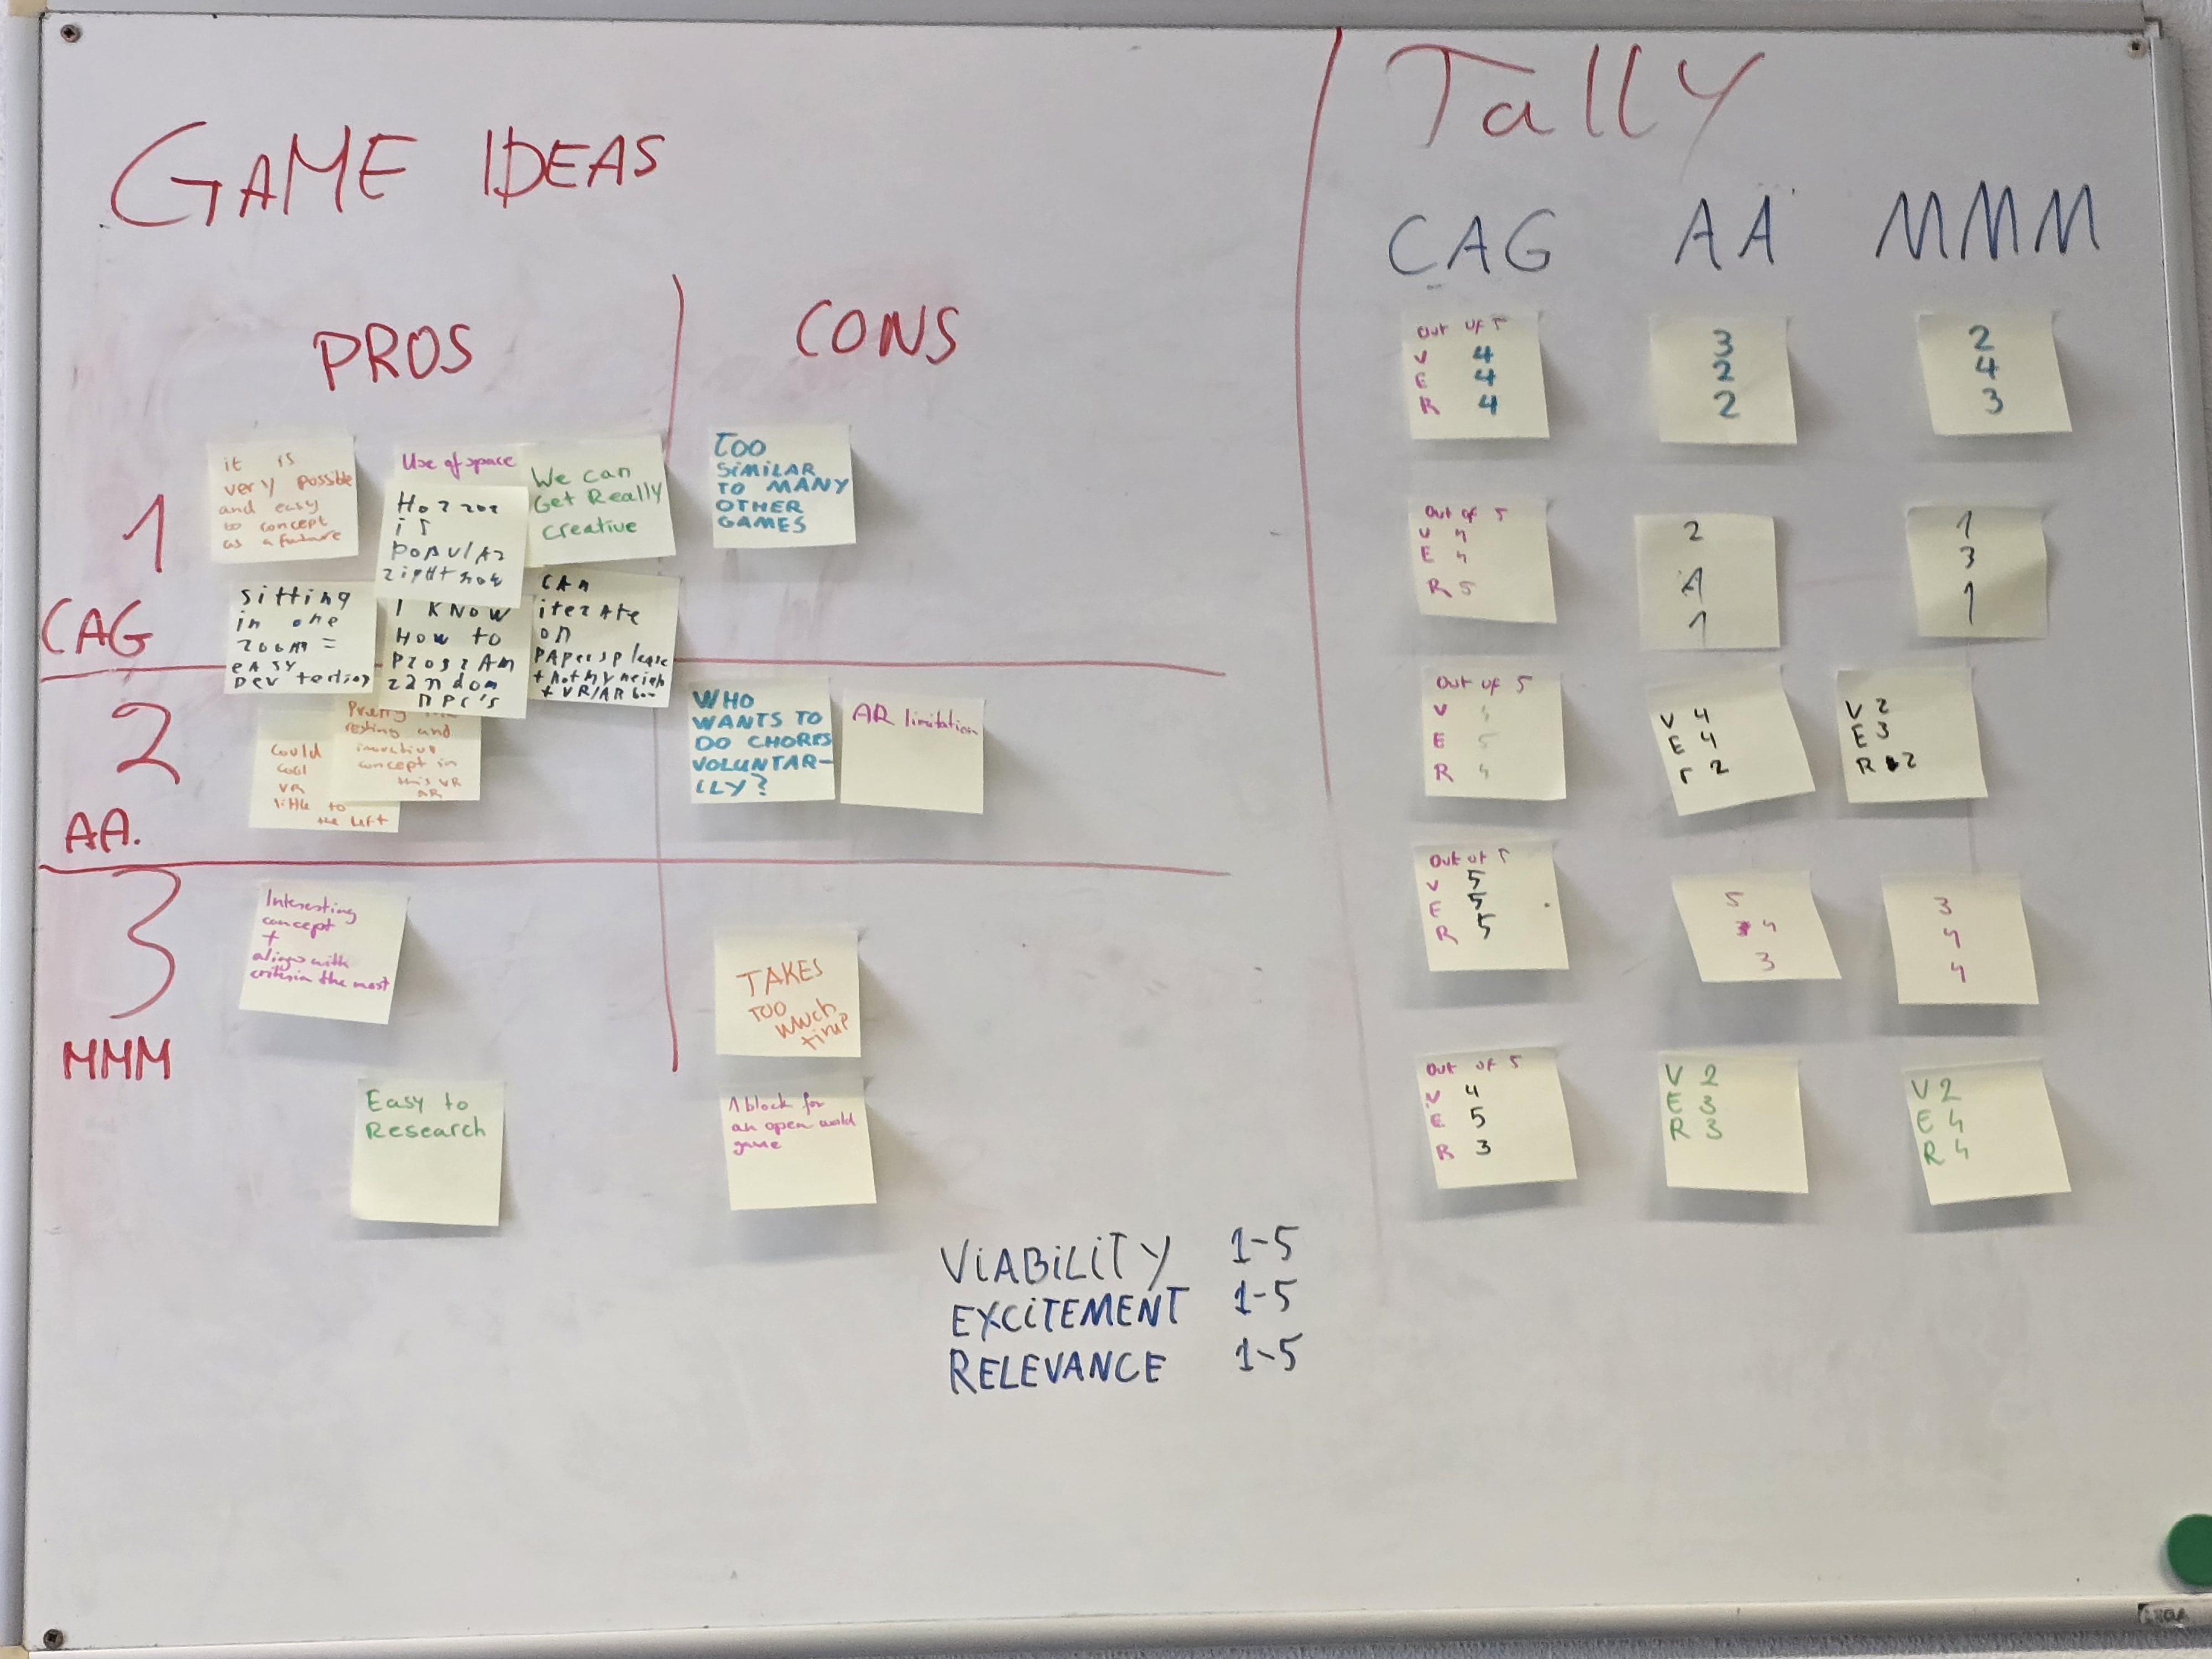 GAME IDEAS
PROS
CONS
1
CAG
it is
very possible
and easy
to concept
as a future
Use of space
Horror
is
popular
right now
We can
Get Really
creative
sitting
in one
room =
easy
Dev testing
I KNOW
HOW to
program
random
npc's
can
iterate
on
papers please
+ not my neigh
+ VR/AR
TOO
SIMILAR
TO MANY
OTHER
GAMES
2
AA.
Could
cool
VR
little to
the left
resting and
concept in
this VR
AR
WHO
WANTS TO
DO CHORES
VOLUNTAR-
ILY?
AR limitation
3
MMM
Interesting
concept
+
aligns with
criteria the most
Easy to
Research
TAKES
TOO
MUCH
time?
A block for
an open world
game
VIABILITY 1-5
EXCITEMENT 1-5
RELEVANCE 1-5
Tally
CAG AA MMM
Out of 5
V 4
E 4
R 4
3
2
2
2
4
3
Out of 5
V 4
E 4
R 5
2
1
1
1
3
1
Out of 5
V
E 5
R 4
V 4
E 4
r 2
V 2
E 3
R 2
Out of 5
V 5
E 5
R 5
5
4
3
3
4
4
Out of 5
V 4
E 5
R 3
V 2
E 3
R 3
V 2
E 4
R 4